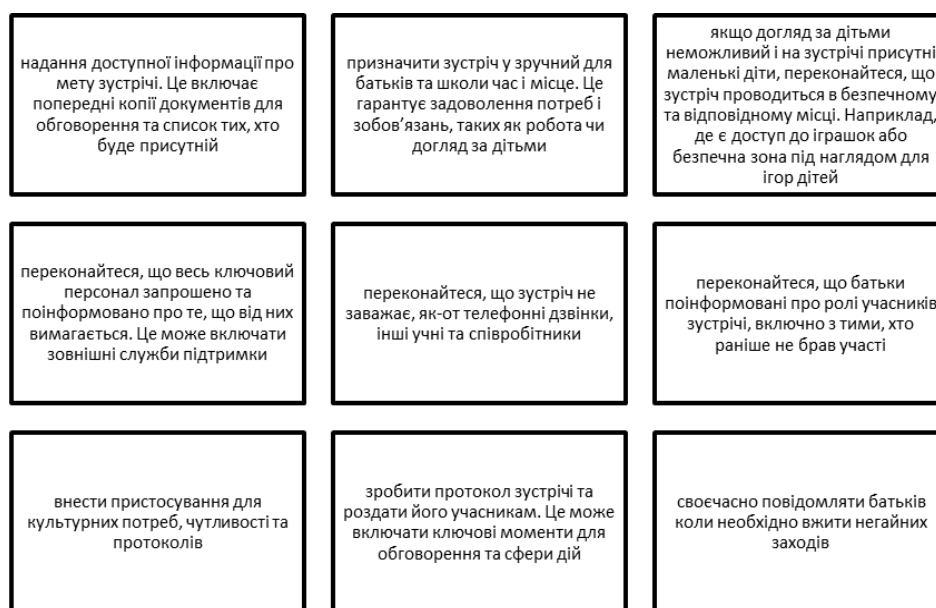 надання доступної інформації про
мету зустрічі. Це включає
попередні копії документів для
обговорення та список тих, хто
буде присутній
призначити зустріч у зручний для
батьків та школи час і місце. Це
гарантує задоволення потреб і
зобов’язань, таких як робота чи
догляд за дітьми
якщо догляд за дітьми
неможливий і на зустрічі присутні
маленькі діти, переконайтеся, що
зустріч проводиться в безпечному
та відповідному місці. Наприклад,
де є доступ до іграшок або
безпечна зона під наглядом для
ігор дітей
переконайтеся, що весь ключовий
персонал запрошено та
поінформовано про те, що від них
вимагається. Це може включати
зовнішні служби підтримки
переконайтеся, що зустріч не
заважає, як-от телефонні дзвінки,
інші учні та співробітники
переконайтеся, що батьки
поінформовані про ролі учасників
зустрічі, включно з тими, хто
раніше не брав участі
внести пристосування для
культурних потреб, чутливості та
протоколів
зробити протокол зустрічі та
роздати його учасникам. Це може
включати ключові моменти для
обговорення та сфери дій
своєчасно повідомляти батьків
коли необхідно вжити негайних
заходів